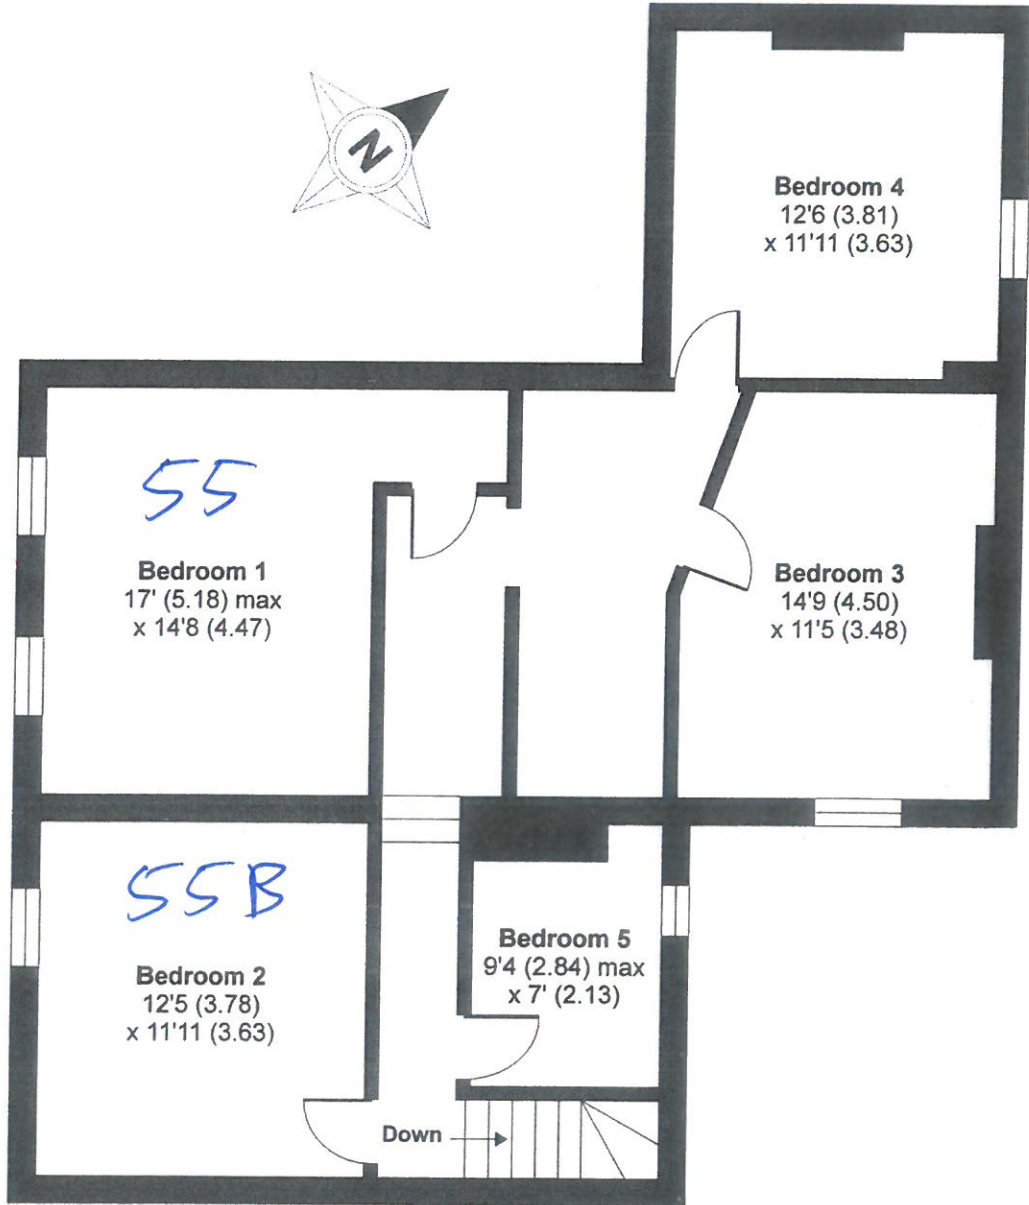 N
Bedroom 4
12'6 (3.81)
x 11'11 (3.63)
55
Bedroom 1
17' (5.18) max
x 14'8 (4.47)
Bedroom 3
14'9 (4.50)
x 11'5 (3.48)
55B
Bedroom 2
12'5 (3.78)
x 11'11 (3.63)
Bedroom 5
9'4 (2.84) max
x 7' (2.13)
Down